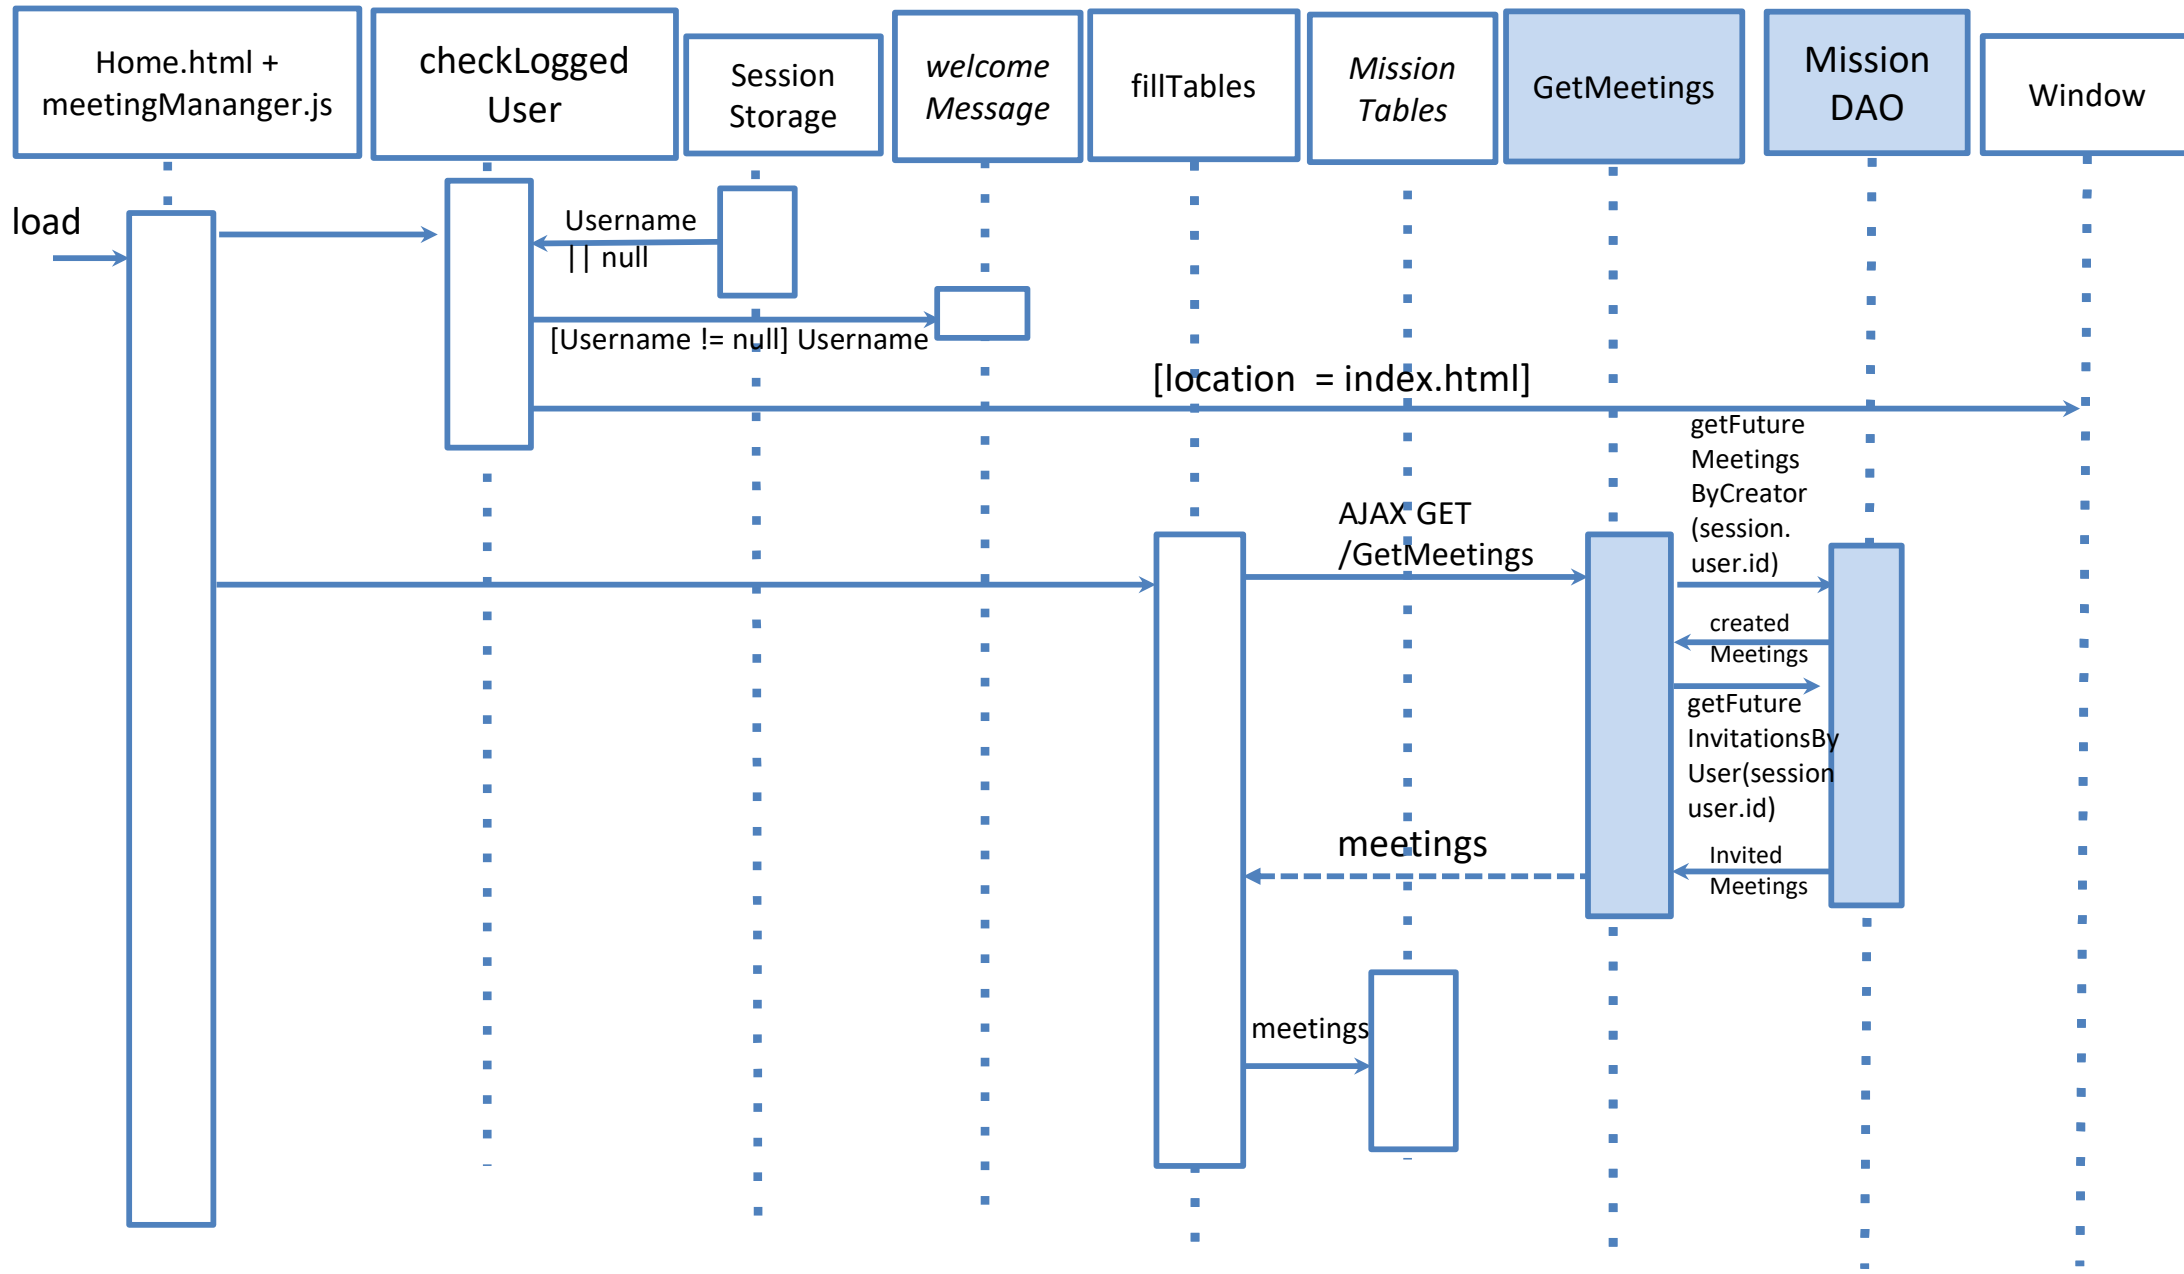 Home.html +
meetingMananger.js
checkLogged
User
Session
Storage
welcome
Message
fillTables
Mission
Tables
GetMeetings
Mission
DAO
Window
load
Username
|| null
[Username != null] Username
[location  = index.html]
getFuture
Meetings
ByCreator
(session.
user.id)
AJAX GET
/GetMeetings
created
Meetings
getFuture
InvitationsBy
User(session
user.id)
meetings
Invited
Meetings
meetings